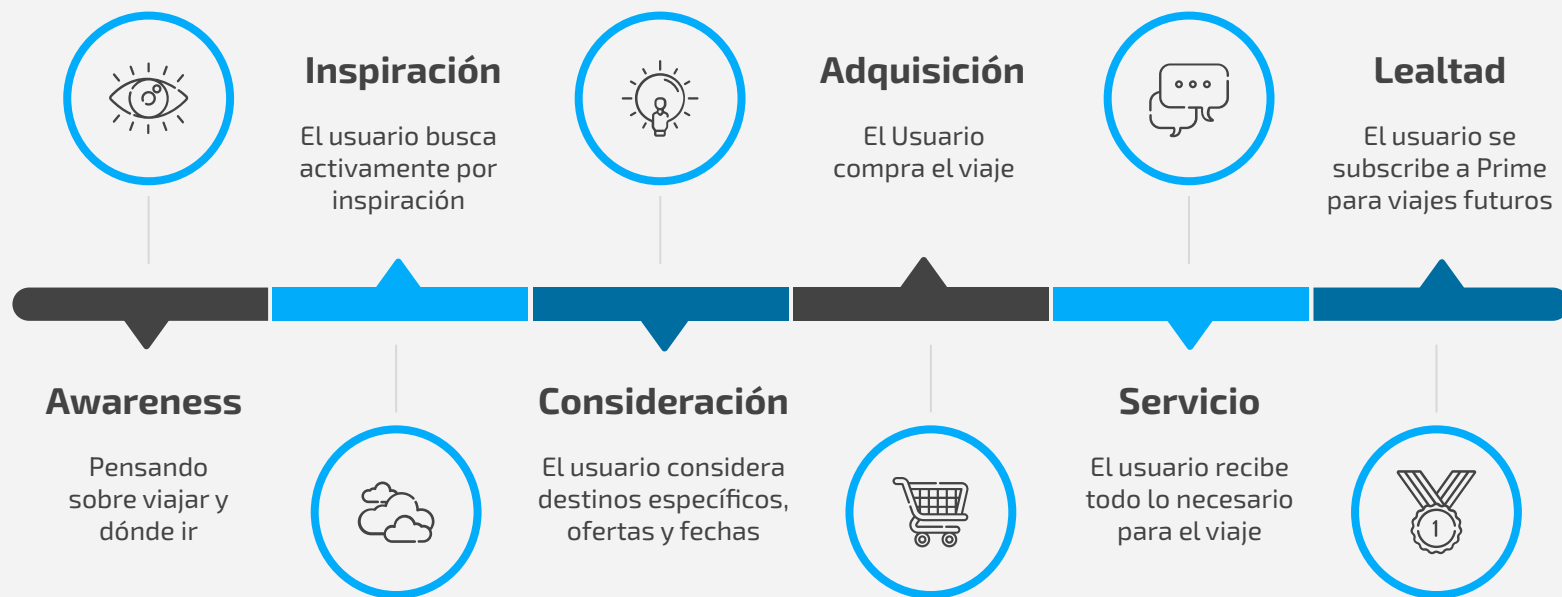 Awareness
Pensando
sobre viajar y
dónde ir
Inspiración
El usuario busca
activamente por
inspiración
Consideración
El usuario considera
destinos específicos,
ofertas y fechas
Adquisición
El Usuario
compra el viaje
Servicio
El usuario recibe
todo lo necesario
para el viaje
Lealtad
El usuario se
subscribe a Prime
para viajes futuros
1